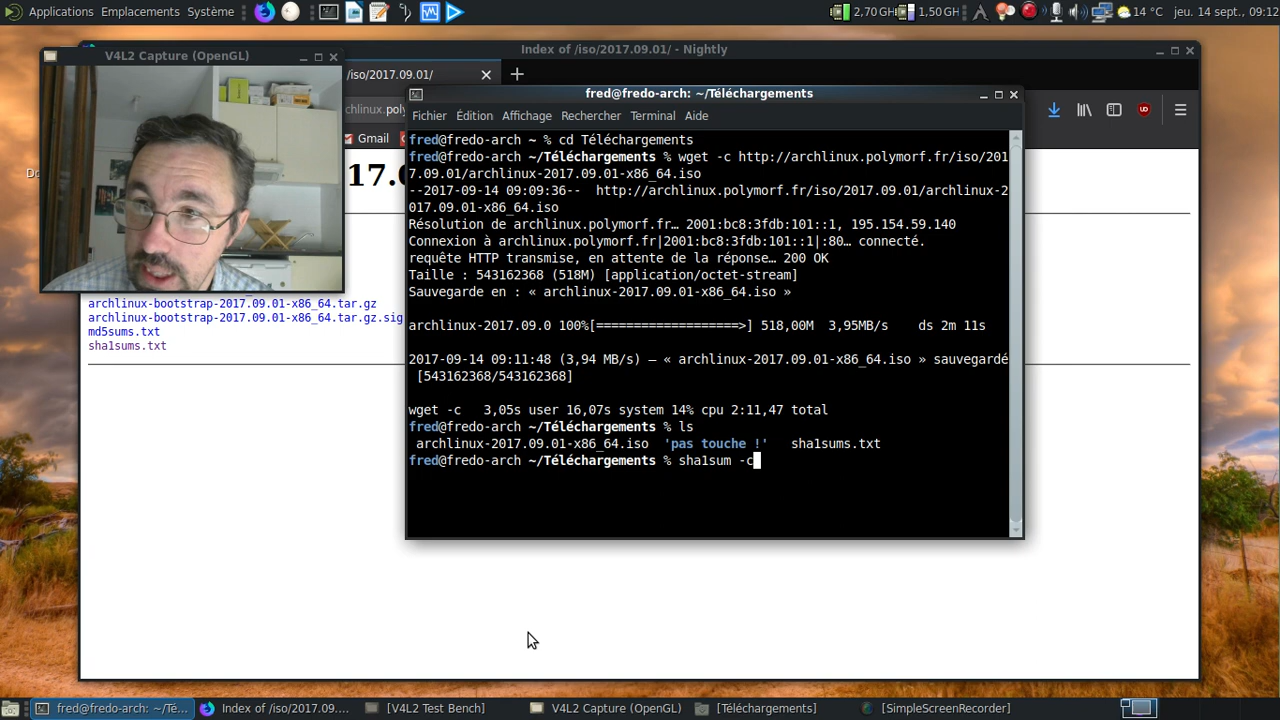 Applications Emplacements Système
2,70 GH 1,50 GH 14 °C jeu. 14 sept., 09:12
Index of /iso/2017.09.01/ - Nightly
V4L2 Capture (OpenGL)
/iso/2017.09.01/
chlinux.poly
Gmail
17.0
archlinux-bootstrap-2017.09.01-x86_64.tar.gz
archlinux-bootstrap-2017.09.01-x86_64.tar.gz.sig
md5sums.txt
sha1sums.txt
fred@fredo-arch: ~/Téléchargements
Fichier Édition Affichage Rechercher Terminal Aide
fred@fredo-arch ~ % cd Téléchargements
fred@fredo-arch ~/Téléchargements % wget -c http://archlinux.polymorf.fr/iso/201
7.09.01/archlinux-2017.09.01-x86_64.iso
--2017-09-14 09:09:36--  http://archlinux.polymorf.fr/iso/2017.09.01/archlinux-2
017.09.01-x86_64.iso
Résolution de archlinux.polymorf.fr… 2001:bc8:3fdb:101::1, 195.154.59.140
Connexion à archlinux.polymorf.fr|2001:bc8:3fdb:101::1|:80… connecté.
requête HTTP transmise, en attente de la réponse… 200 OK
Taille : 543162368 (518M) [application/octet-stream]
Sauvegarde en : « archlinux-2017.09.01-x86_64.iso »
archlinux-2017.09.0 100%[===================>] 518,00M  3,95MB/s    ds 2m 11s
2017-09-14 09:11:48 (3,94 MB/s) — « archlinux-2017.09.01-x86_64.iso » sauvegardé
[543162368/543162368]
wget -c   3,05s user 16,07s system 14% cpu 2:11,47 total
fred@fredo-arch ~/Téléchargements % ls
archlinux-2017.09.01-x86_64.iso  'pas touche !'   sha1sums.txt
fred@fredo-arch ~/Téléchargements % sha1sum -c
fred@fredo-arch: ~/Té... Index of /iso/2017.09.... [V4L2 Test Bench] V4L2 Capture (OpenGL) [Téléchargements] [SimpleScreenRecorder]